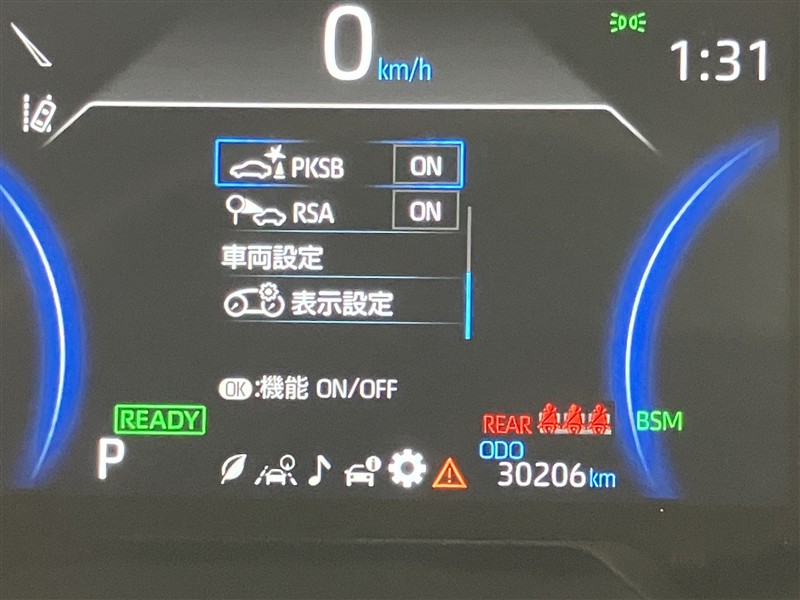 0 km/h
1:31
PKSB ON
RSA ON
車両設定
表示設定
OK:機能 ON/OFF
READY
REAR
BSM
P
ODO
30206 km